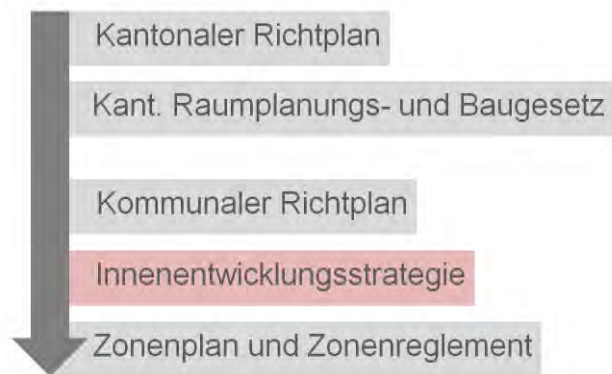 Kantonaler Richtplan
Kant. Raumplanungs- und Baugesetz
Kommunaler Richtplan
Innenentwicklungsstrategie
Zonenplan und Zonenreglement